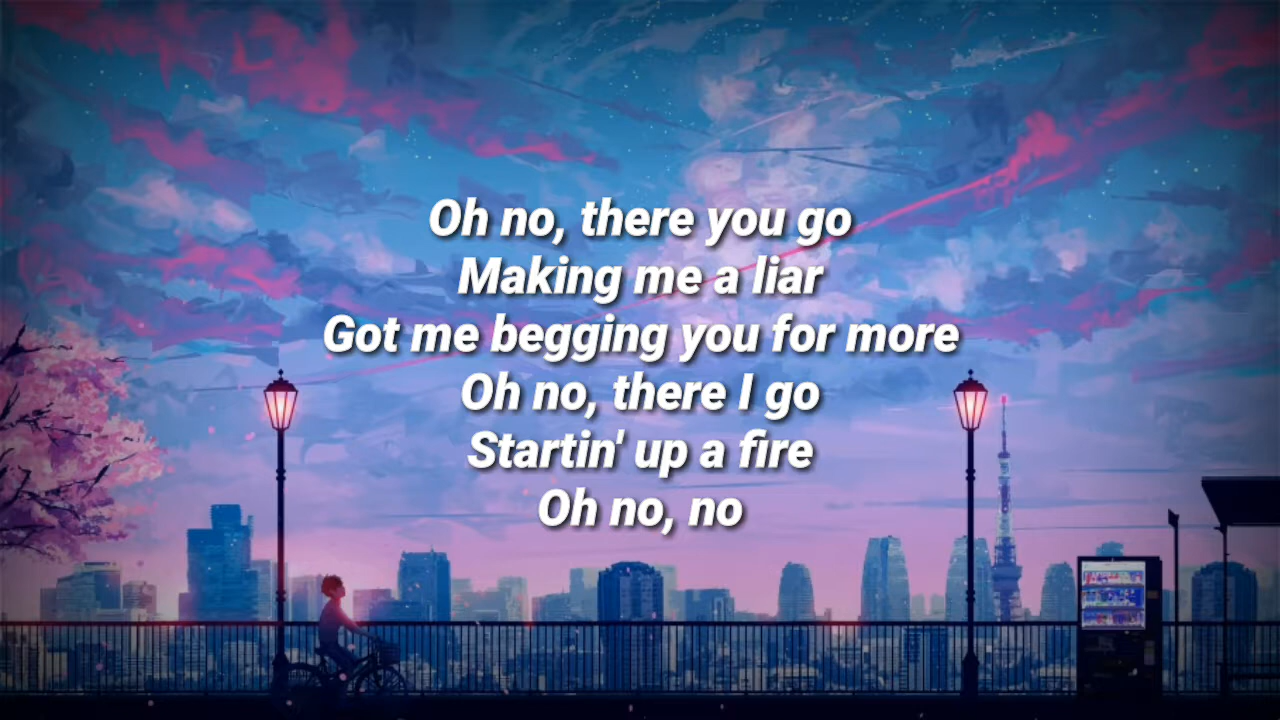 Oh no, there you go
Making me a liar
Got me begging you for more
Oh no, there I go
Startin' up a fire
Oh no, no